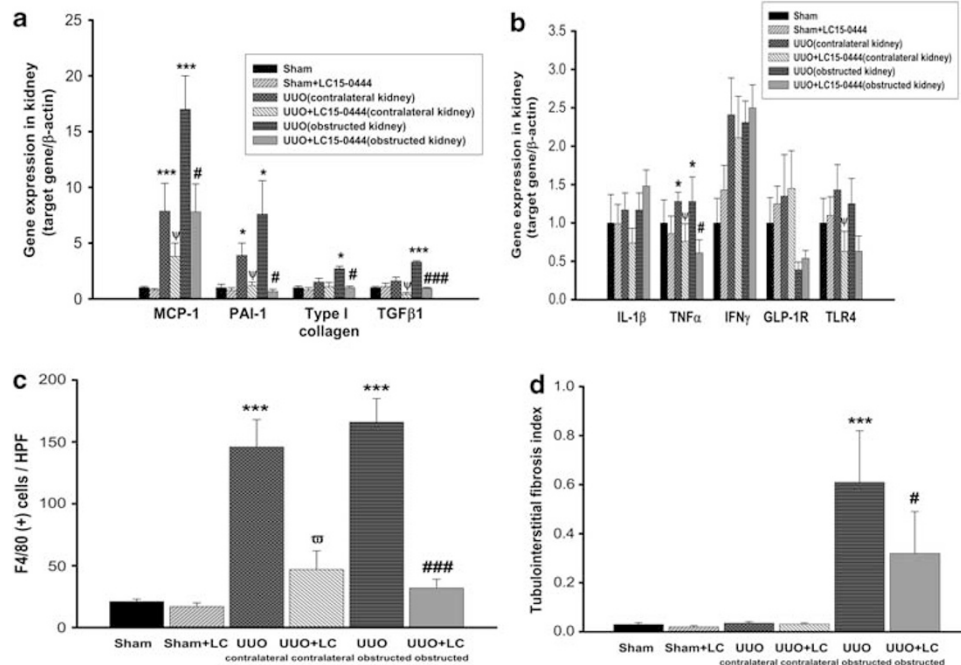 a
Gene expression in kidney
(target gene/β-actin)
25
20
15
10
5
0
Sham
Sham+LC15-0444
UUO(contralateral kidney)
UUO+LC15-0444(contralateral kidney)
UUO(obstructed kidney)
UUO+LC15-0444(obstructed kidney)
***
***
#
ψ
*
ψ
*
#
*
#
ψ
***
###
MCP-1 PAI-1 Type I TGFβ1
collagen
b
Gene expression in kidney
(target gene/β-actin)
3.5
3.0
2.5
2.0
1.5
1.0
0.5
0.0
Sham
Sham+LC15-0444
UUO(contralateral kidney)
UUO+LC15-0444(contralateral kidney)
UUO(obstructed kidney)
UUO+LC15-0444(obstructed kidney)
*
ψ
*
#
ψ
IL-1β TNFα IFNγ GLP-1R TLR4
c
F4/80 (+) cells / HPF
200
150
100
50
0
***
ϖ
***
###
Sham Sham+LC UUO UUO+LC UUO UUO+LC
contralateral contralateral obstructed obstructed
d
Tubulointerstitial fibrosis index
1.0
0.8
0.6
0.4
0.2
0.0
***
#
Sham Sham+LC UUO UUO+LC UUO UUO+LC
contralateral contralateral obstructed obstructed